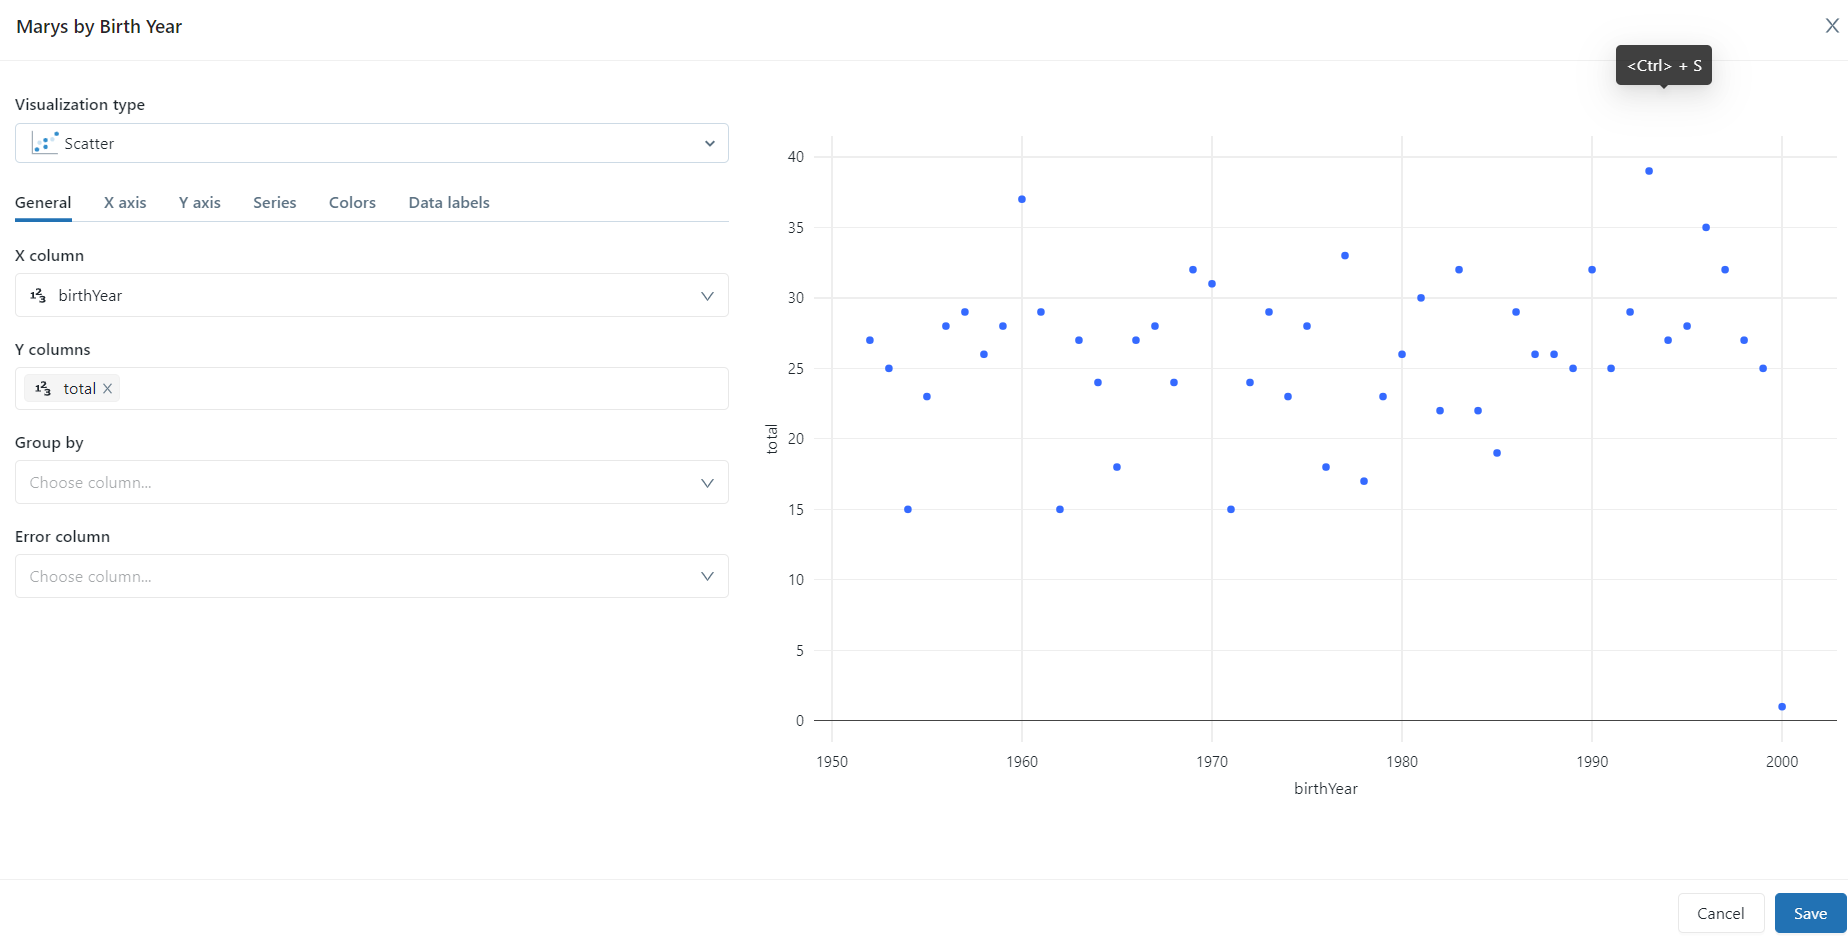 Marys by Birth Year
<Ctrl> + S
Visualization type
Scatter
General X axis Y axis Series Colors Data labels
X column
123 birthYear
Y columns
123 total
Group by
Choose column...
Error column
Choose column...
40
35
30
25
20
15
10
5
0
total
1950 1960 1970 1980 1990 2000
birthYear
Cancel Save